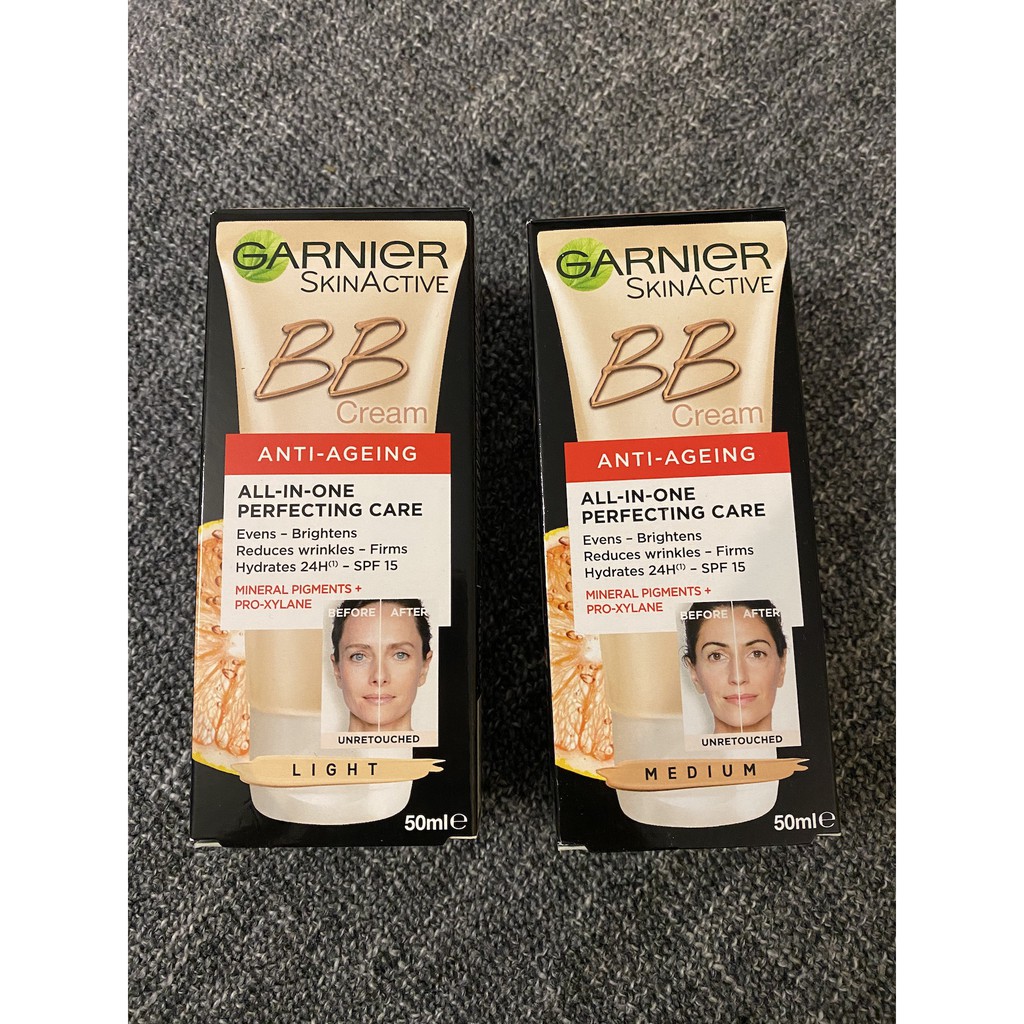 GARNIER
SKINACTIVE
BB
Cream
ANTI-AGEING
ALL-IN-ONE
PERFECTING CARE
Evens – Brightens
Reduces wrinkles – Firms
Hydrates 24H⁽¹⁾ – SPF 15
MINERAL PIGMENTS +
PRO-XYLANE
BEFORE AFTER
UNRETOUCHED
LIGHT
50ml℮
GARNIER
SKINACTIVE
BB
Cream
ANTI-AGEING
ALL-IN-ONE
PERFECTING CARE
Evens – Brightens
Reduces wrinkles – Firms
Hydrates 24H⁽¹⁾ – SPF 15
MINERAL PIGMENTS +
PRO-XYLANE
BEFORE AFTER
UNRETOUCHED
MEDIUM
50ml℮